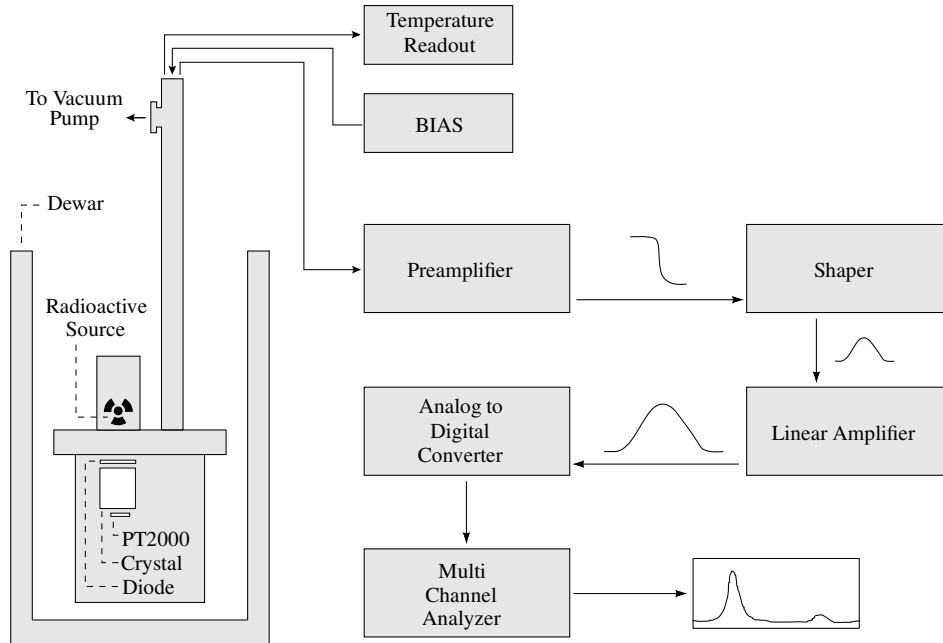 Temperature
Readout
To Vacuum
Pump
BIAS
Dewar
Preamplifier
Shaper
Radioactive
Source
Analog to
Digital
Converter
Linear Amplifier
PT2000
Crystal
Diode
Multi
Channel
Analyzer